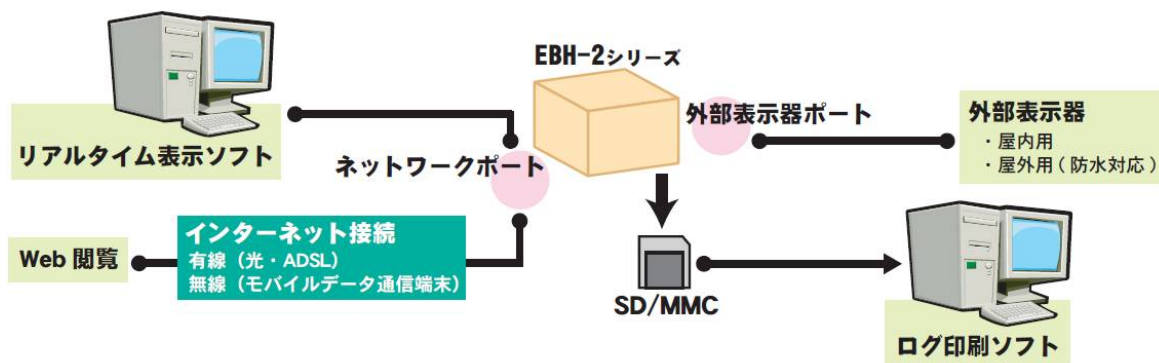 EBH-2シリーズ
外部表示器ポート
外部表示器
・屋内用
・屋外用(防水対応)
リアルタイム表示ソフト
ネットワークポート
インターネット接続
有線(光・ADSL)
無線(モバイルデータ通信端末)
Web 閲覧
SD/MMC
ログ印刷ソフト